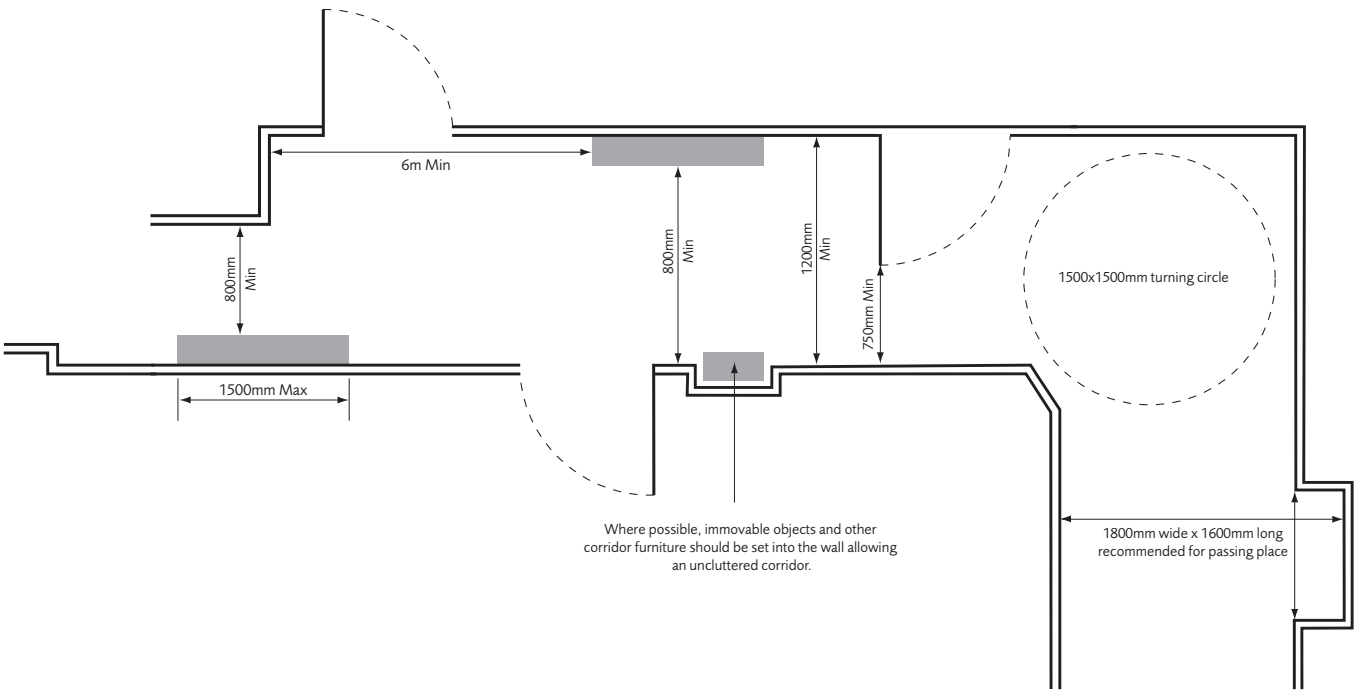 6m Min
800mm
Min
1500mm Max
800mm
Min
1200mm
Min
750mm Min
1500x1500mm turning circle
Where possible, immovable objects and other
corridor furniture should be set into the wall allowing
an uncluttered corridor.
1800mm wide x 1600mm long
recommended for passing place